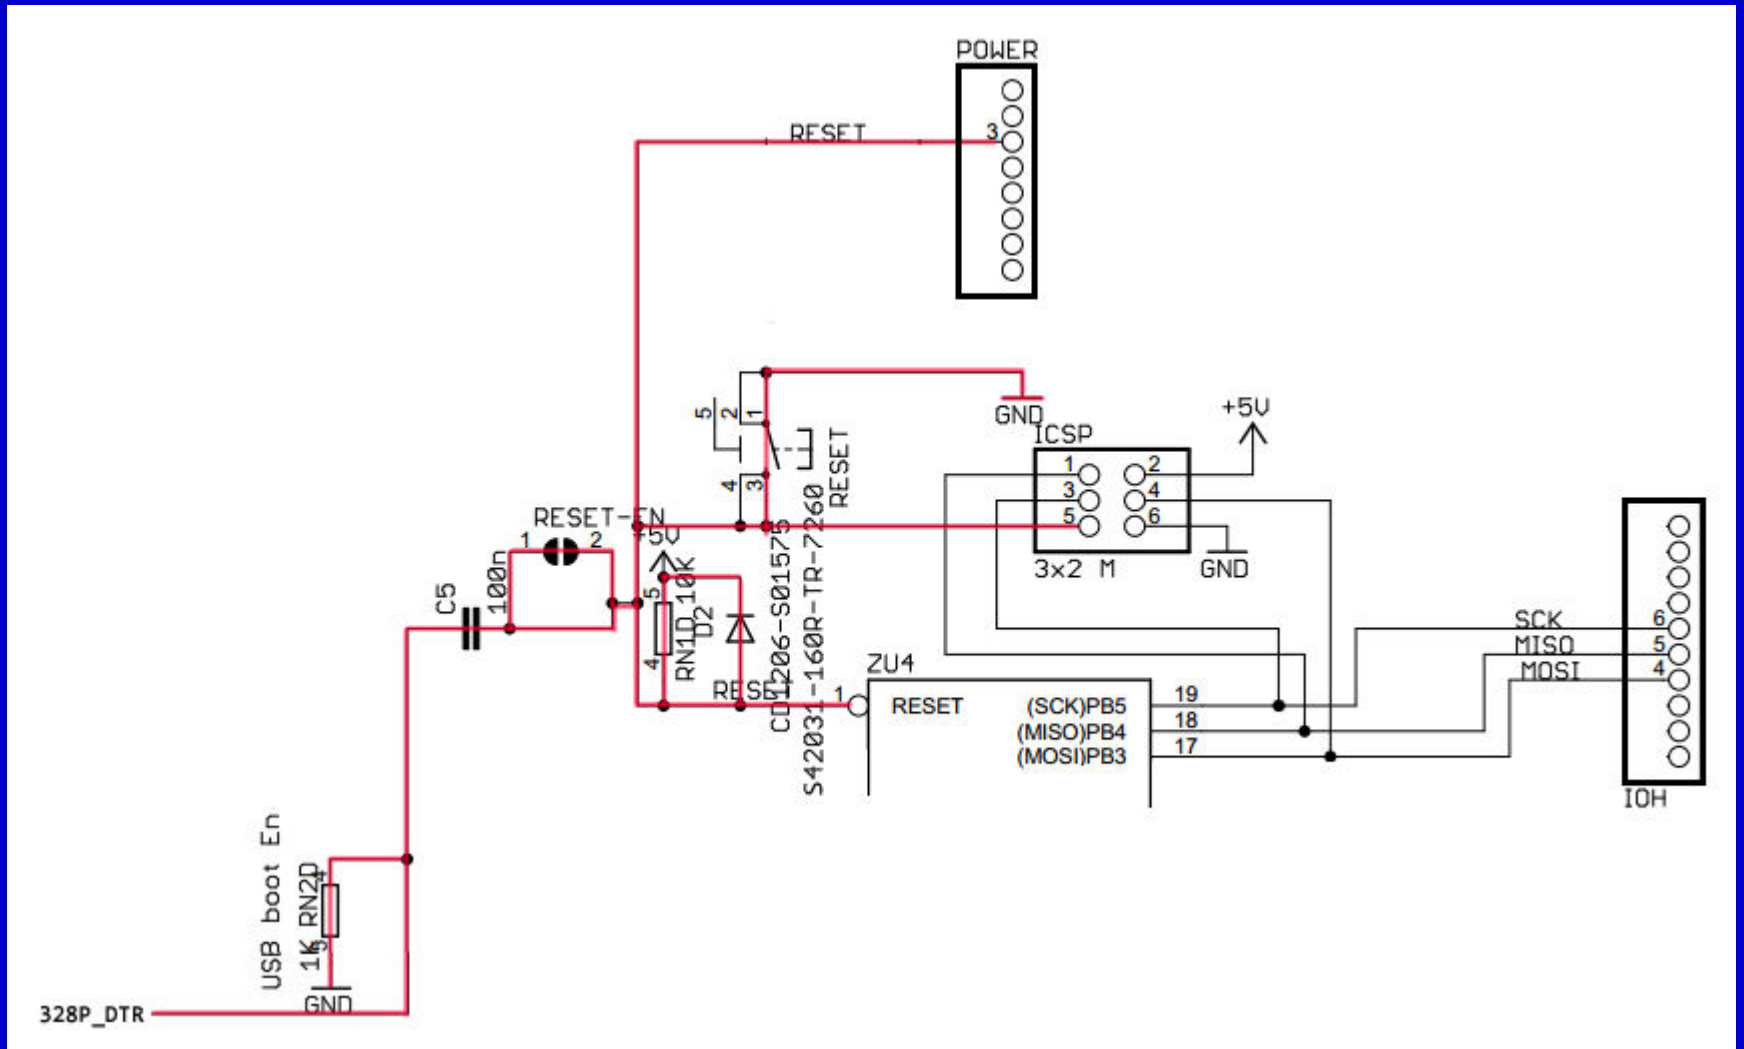 POWER
RESET
3
5
2
1
GND
+5V
ICSP
RESET
4
3
1
2
3
4
5
6
RESET-EN
1
2
+5V
3x2 M
GND
C5
100n
5
4
RN1D 10K
D2
CD1206-S01575
S42031-160R-TR-7260
SCK
6
MISO
5
MOSI
4
ZU4
RESET
1
RESET
(SCK)PB5
19
(MISO)PB4
18
(MOSI)PB3
17
IOH
USB boot En
1K RN2D
4
5
GND
328P_DTR